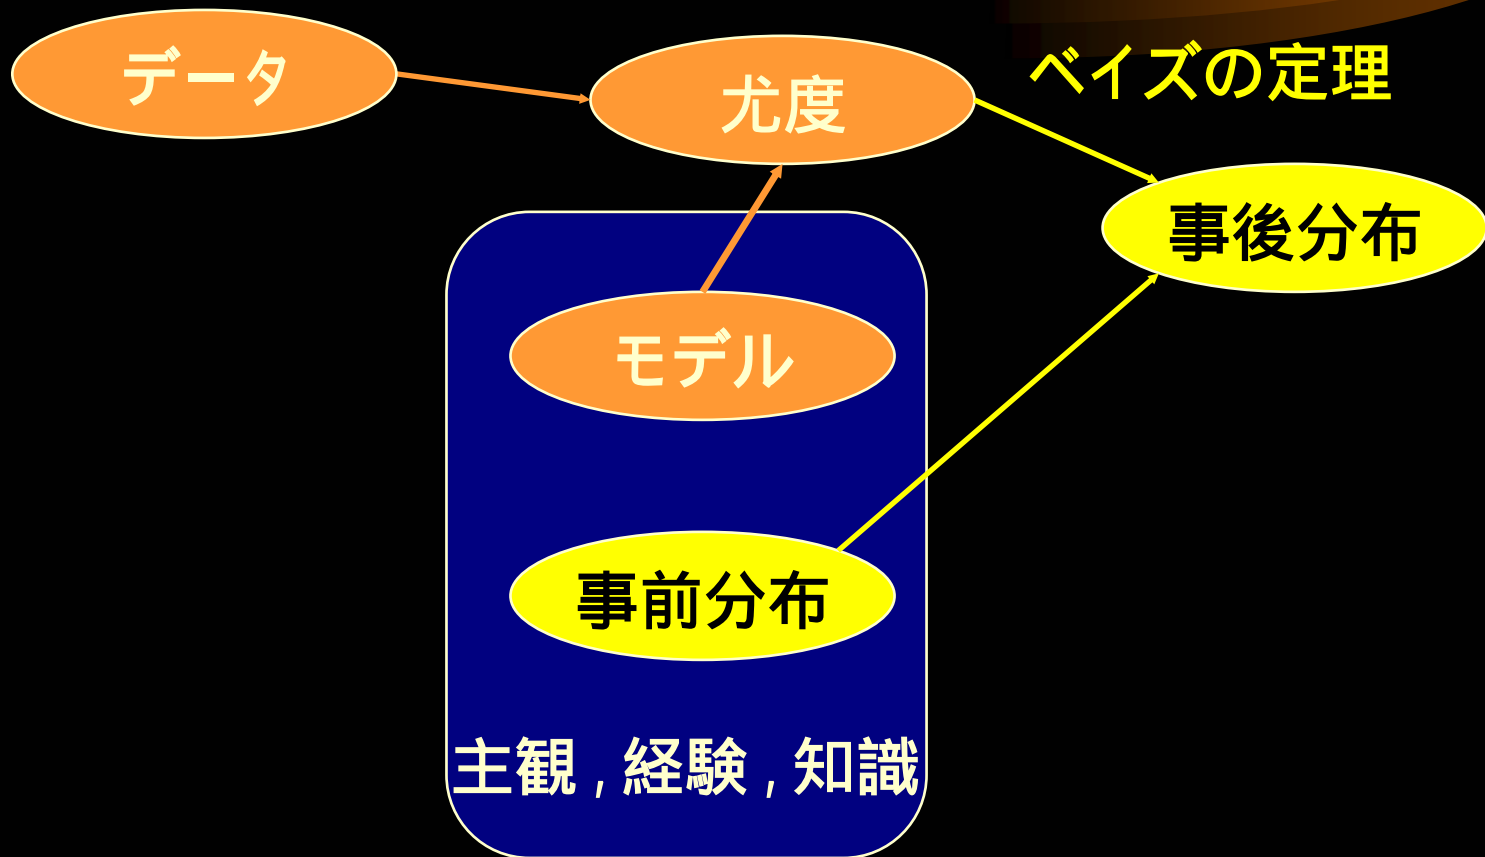 データ
尤度
ベイズの定理
事後分布
モデル
事前分布
主観 , 経験 , 知識